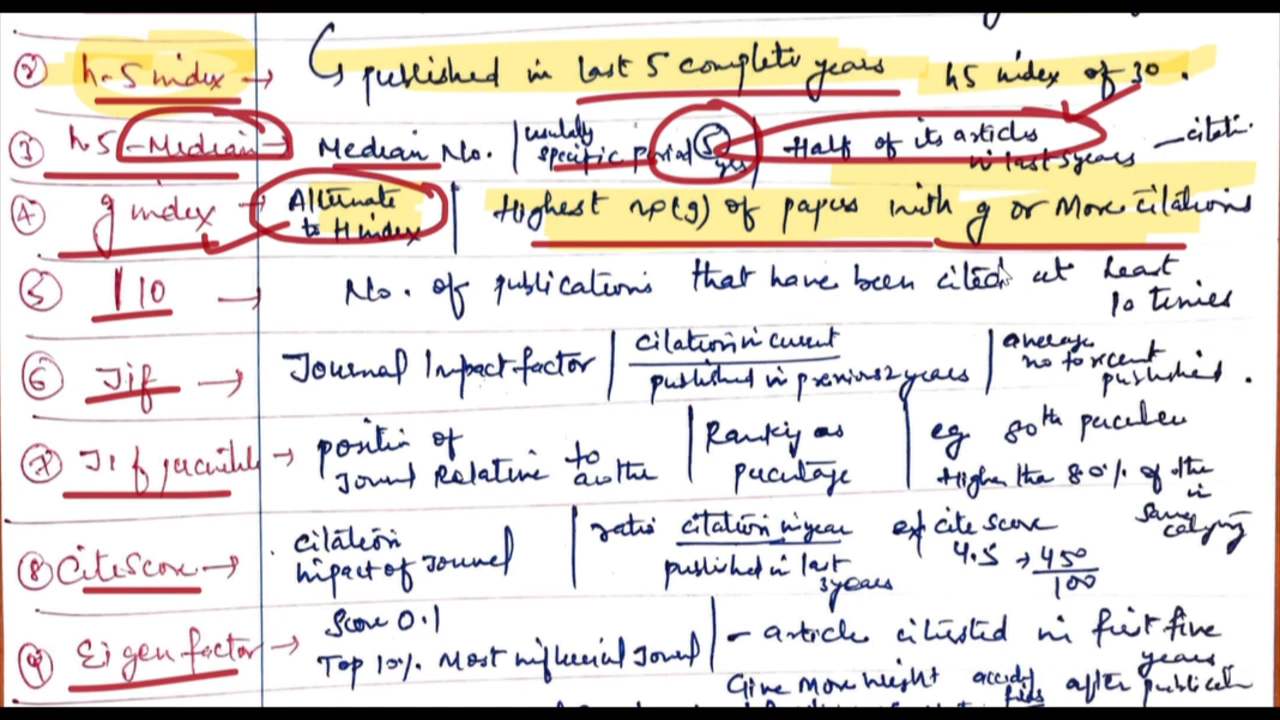 ② h-5 index → ↳ published in last 5 complete years h5 index of 30.
③ h5-Median → Median No. | usually specific period 5 yrs | Half of its articles in last 5 years – citati.
④ g index → Alternate to H index | Highest no(g) of papers with g or More citations
⑤ I10 → No. of publications that have been cited at least 10 times
⑥ Jif → Journal Impact factor | citation in current / published in previous 2 years | average no to recent published.
⑦ Jif percentile → position of Journal Relative to another | Ranking as percentage | eg 80th percentile Higher than 80% of other in same category
⑧ CiteScore → citation impact of Journal | ratio citation in year / published in last 3 years ex cite score 4.5 → 450/100
⑨ Eigen factor → Score 0.1 Top 10% Most influencial Journal | – article cited in first five years
Give More weight after publicatn